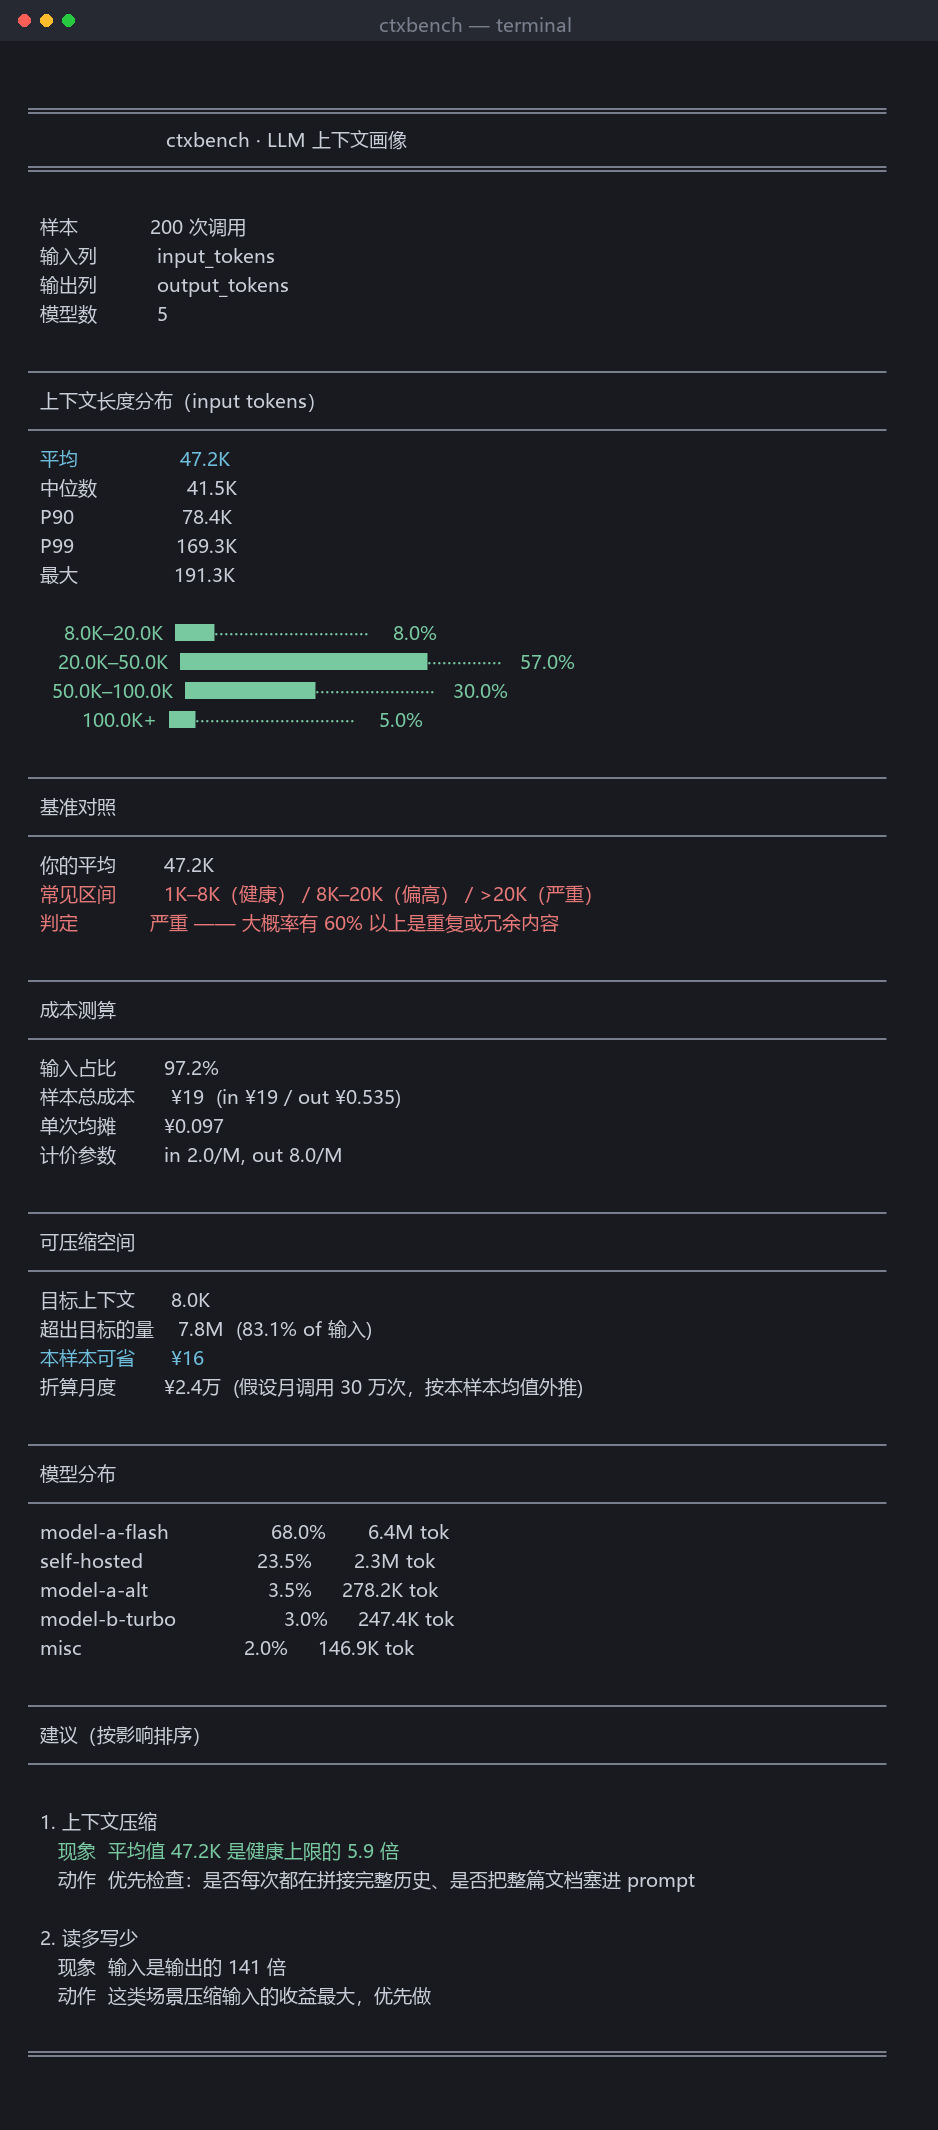 ctxbench — terminal
ctxbench · LLM 上下文画像
样本 200 次调用
输入列 input_tokens
输出列 output_tokens
模型数 5
上下文长度分布（input tokens）
平均 47.2K
中位数 41.5K
P90 78.4K
P99 169.3K
最大 191.3K
8.0K–20.0K 8.0%
20.0K–50.0K 57.0%
50.0K–100.0K 30.0%
100.0K+ 5.0%
基准对照
你的平均 47.2K
常见区间 1K–8K（健康） / 8K–20K（偏高） / >20K（严重）
判定 严重 —— 大概率有 60% 以上是重复或冗余内容
成本测算
输入占比 97.2%
样本总成本 ¥19 (in ¥19 / out ¥0.535)
单次均摊 ¥0.097
计价参数 in 2.0/M, out 8.0/M
可压缩空间
目标上下文 8.0K
超出目标的量 7.8M (83.1% of 输入)
本样本可省 ¥16
折算月度 ¥2.4万 (假设月调用 30 万次，按本样本均值外推)
模型分布
model-a-flash 68.0% 6.4M tok
self-hosted 23.5% 2.3M tok
model-a-alt 3.5% 278.2K tok
model-b-turbo 3.0% 247.4K tok
misc 2.0% 146.9K tok
建议（按影响排序）
1. 上下文压缩
现象 平均值 47.2K 是健康上限的 5.9 倍
动作 优先检查：是否每次都在拼接完整历史、是否把整篇文档塞进 prompt
2. 读多写少
现象 输入是输出的 141 倍
动作 这类场景压缩输入的收益最大，优先做